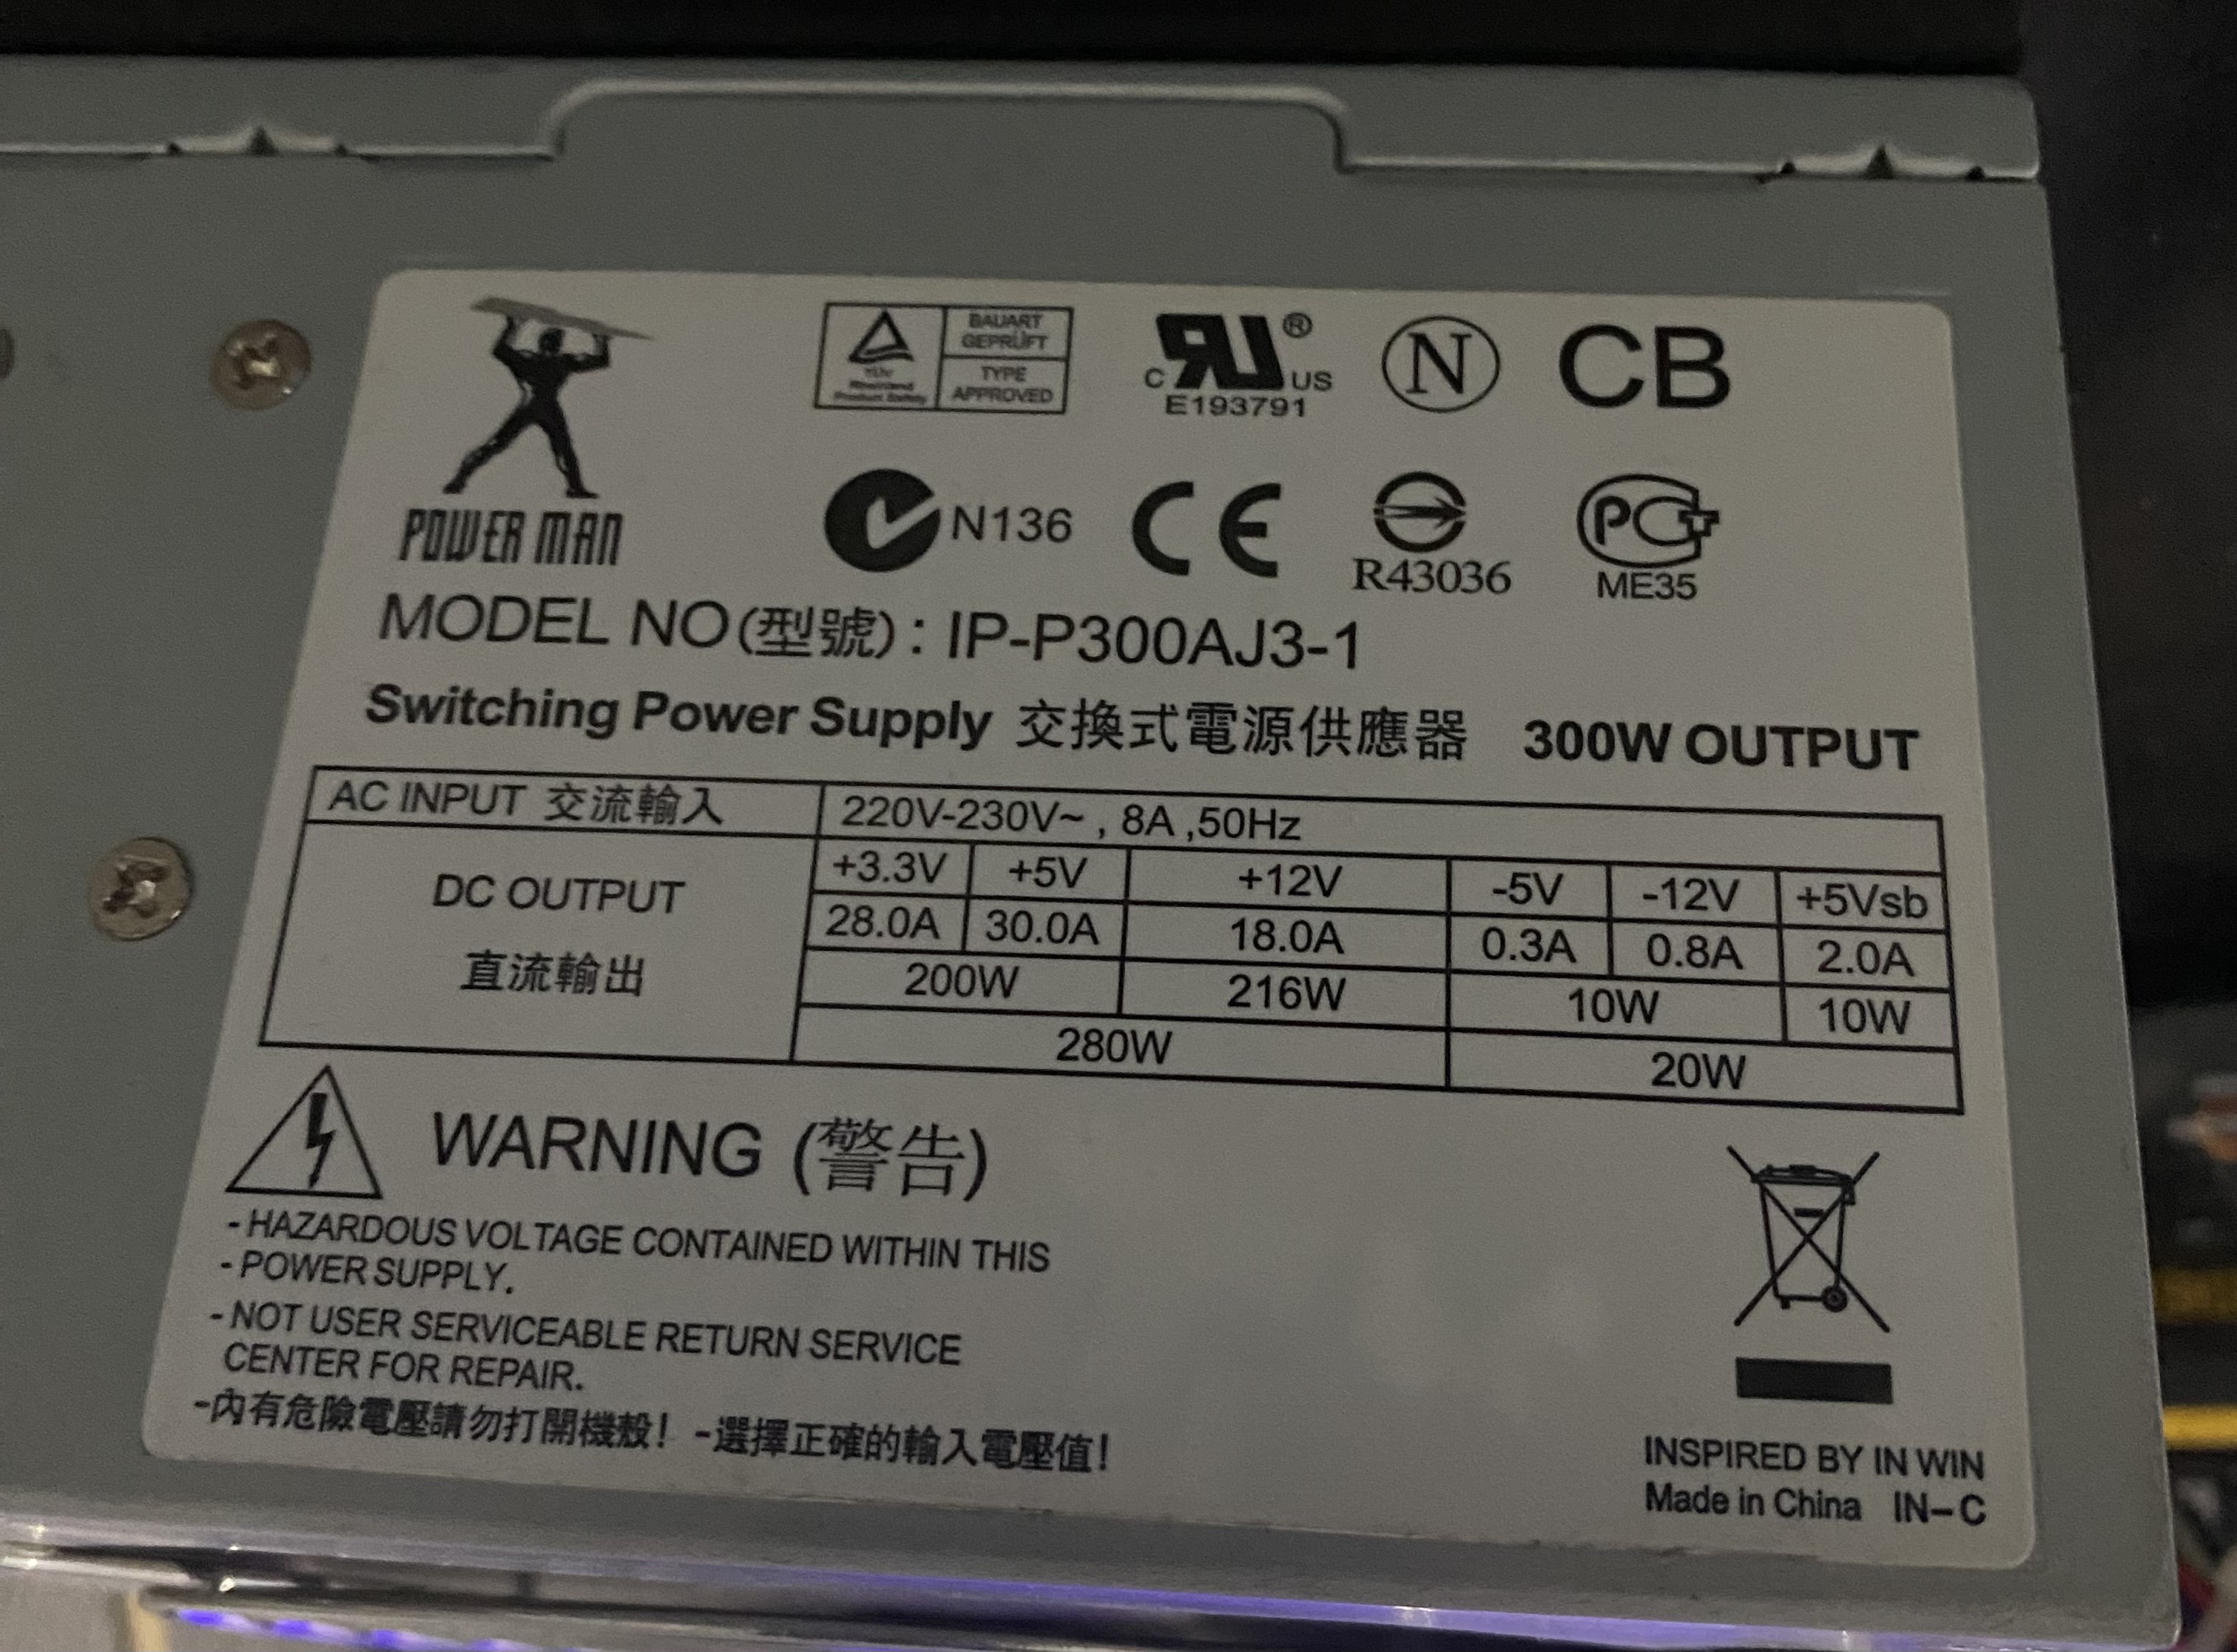 BAUART
GEPRÜFT
TÜV
Rheinland
Product Safety
TYPE
APPROVED
C RU US ®
E193791
N
CB
POWER MAN
N136
CE
R43036
PCT
ME35
MODEL NO(型號): IP-P300AJ3-1
Switching Power Supply 交換式電源供應器 300W OUTPUT
AC INPUT 交流輸入 220V-230V~ , 8A ,50Hz
DC OUTPUT
直流輸出
+3.3V +5V +12V -5V -12V +5Vsb
28.0A 30.0A 18.0A 0.3A 0.8A 2.0A
200W 216W 10W 10W
280W 20W
WARNING (警告)
- HAZARDOUS VOLTAGE CONTAINED WITHIN THIS
- POWER SUPPLY.
- NOT USER SERVICEABLE RETURN SERVICE
CENTER FOR REPAIR.
-內有危險電壓請勿打開機殼! -選擇正確的輸入電壓值!
INSPIRED BY IN WIN
Made in China IN-C